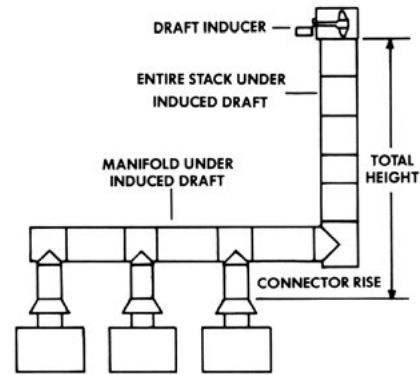 DRAFT INDUCER
ENTIRE STACK UNDER
INDUCED DRAFT
TOTAL
HEIGHT
MANIFOLD UNDER
INDUCED DRAFT
CONNECTOR RISE